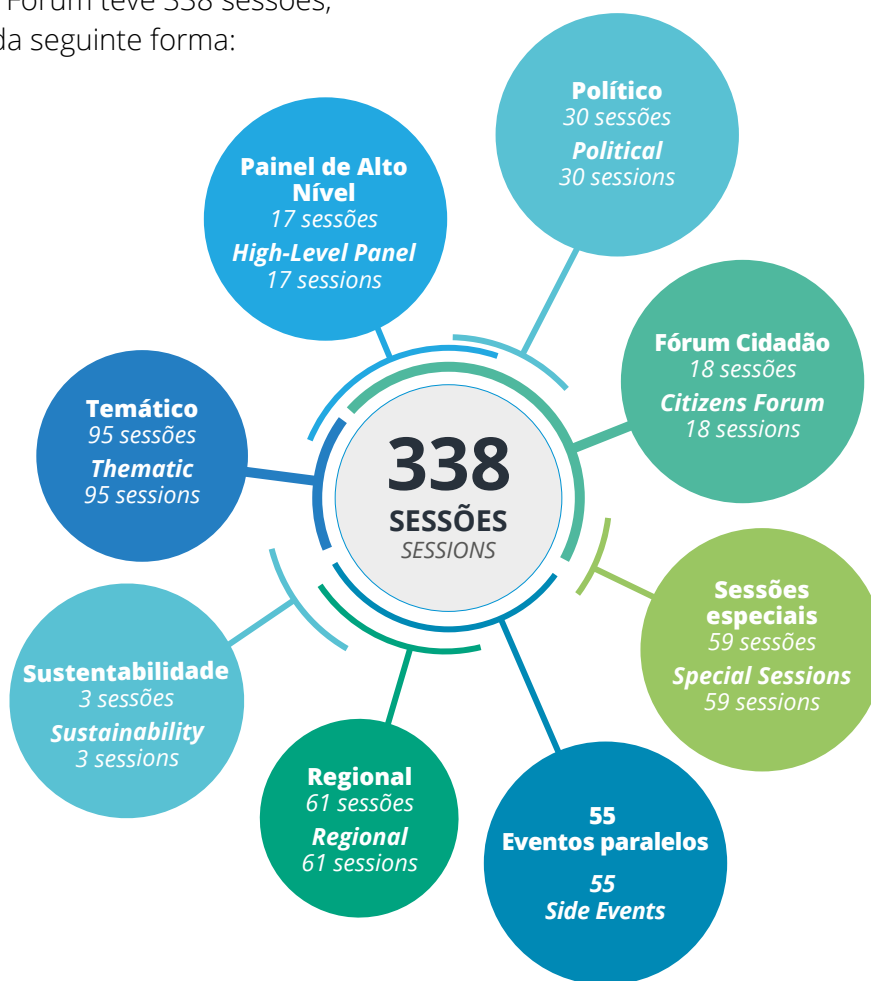 Fórum teve 338 sessões,
da seguinte forma:
Político
30 sessões
Political
30 sessions
Painel de Alto
Nível
17 sessões
High-Level Panel
17 sessions
Fórum Cidadão
18 sessões
Citizens Forum
18 sessions
Temático
95 sessões
Thematic
95 sessions
338
SESSÕES
SESSIONS
Sessões
especiais
59 sessões
Special Sessions
59 sessions
Sustentabilidade
3 sessões
Sustainability
3 sessions
Regional
61 sessões
Regional
61 sessions
55
Eventos paralelos
55
Side Events